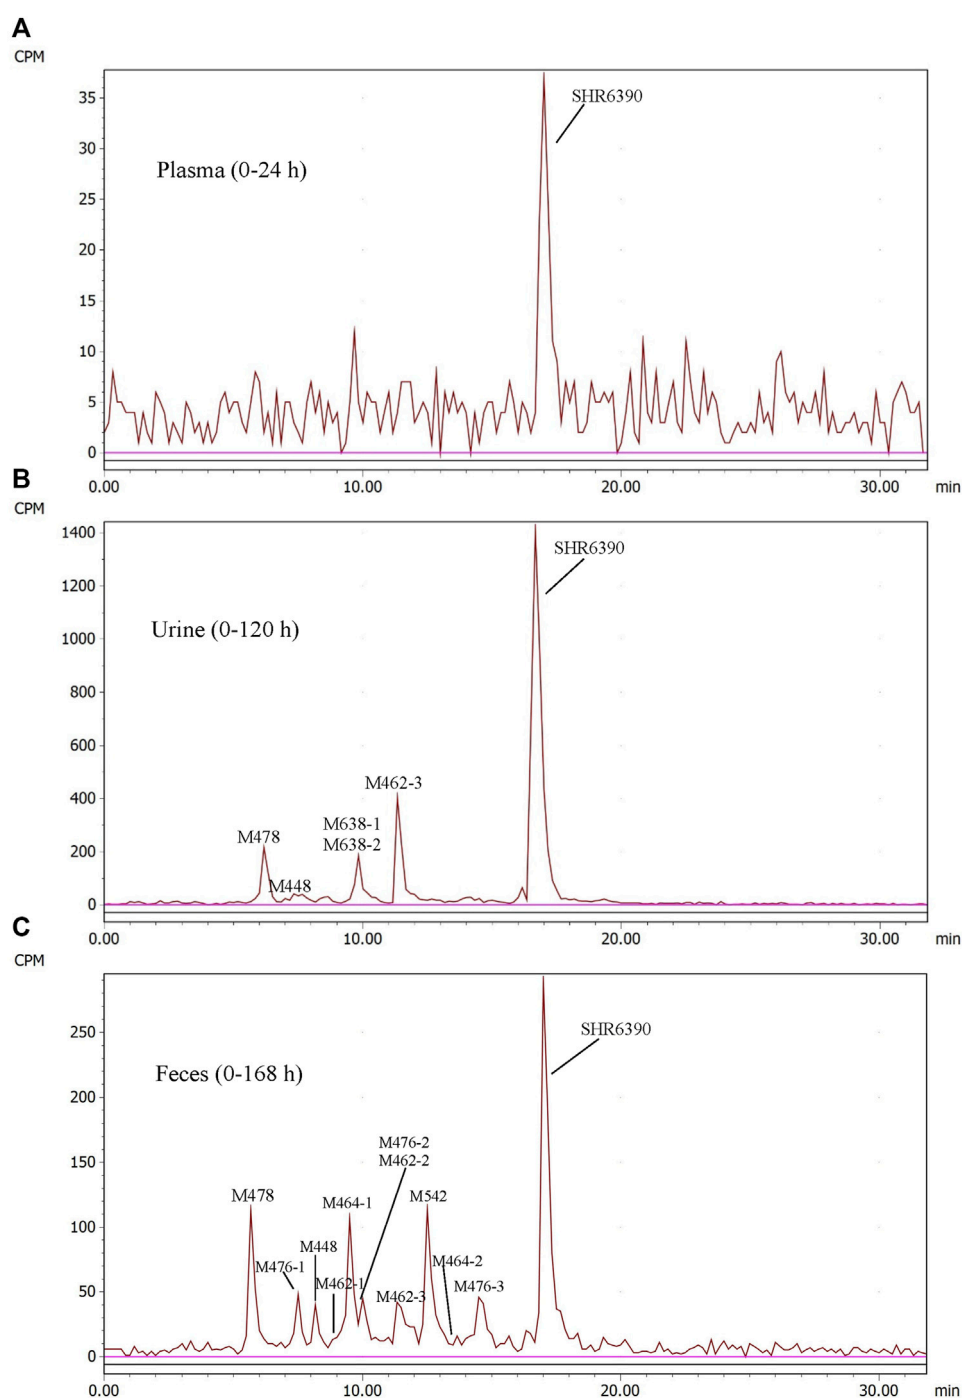 A
CPM
35
SHR6390
30
Plasma (0-24 h)
25
20
15
10
5
0
0.00 10.00 20.00 30.00 min
B
CPM
1400
SHR6390
1200
Urine (0-120 h)
1000
800
600
M462-3
400
M638-1
M478 M638-2
200
M448
0
0.00 10.00 20.00 30.00 min
C
CPM
250
SHR6390
200
Feces (0-168 h)
150
M476-2
M462-2
M478 M464-1 M542
100
M448
M476-1 M464-2
M462-1 M462-3 M476-3
50
0
0.00 10.00 20.00 30.00 min